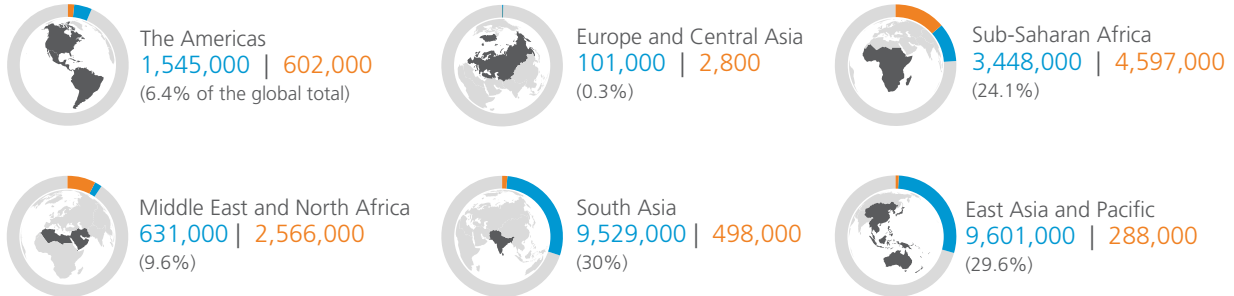 The Americas
1,545,000 | 602,000
(6.4% of the global total)
Europe and Central Asia
101,000 | 2,800
(0.3%)
Sub-Saharan Africa
3,448,000 | 4,597,000
(24.1%)
Middle East and North Africa
631,000 | 2,566,000
(9.6%)
South Asia
9,529,000 | 498,000
(30%)
East Asia and Pacific
9,601,000 | 288,000
(29.6%)